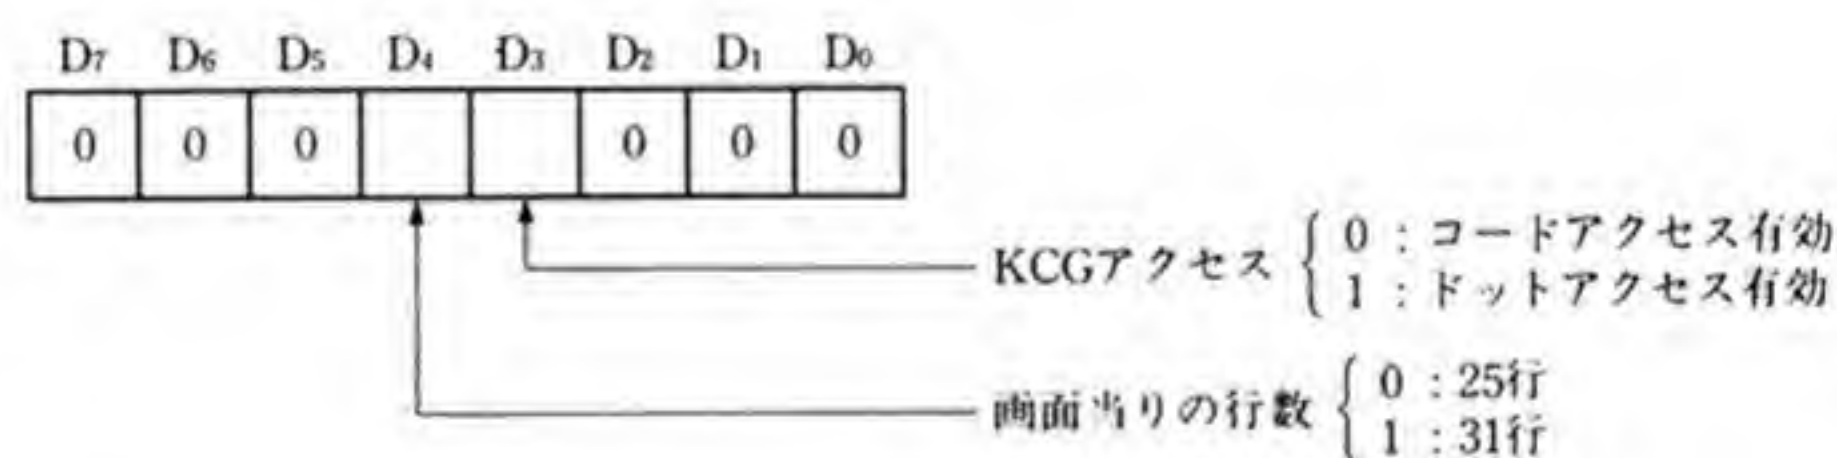 D₇ D₆ D₅ D₄ D₃ D₂ D₁ D₀
0 0 0 0 0 0
KCGアクセス { 0 : コードアクセス有効
1 : ドットアクセス有効
画面当りの行数 { 0 : 25行
1 : 31行